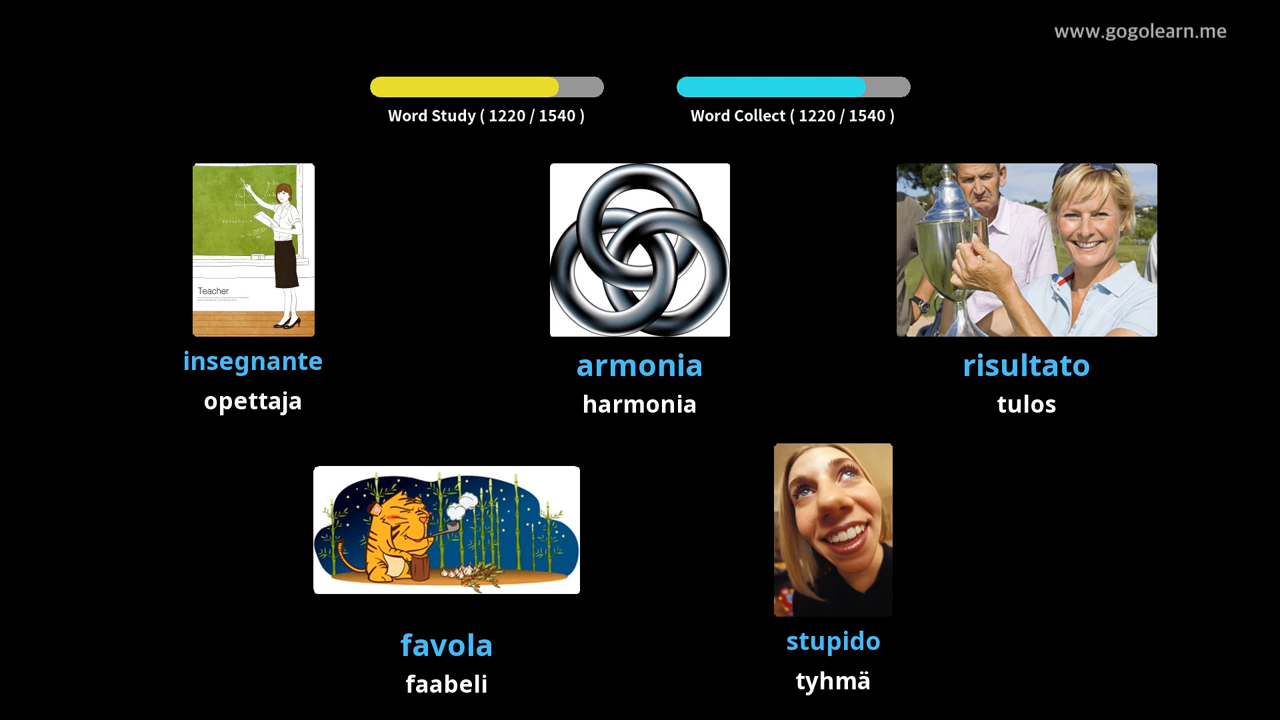 www.gogolearn.me
Word Study ( 1220 / 1540 )
Word Collect ( 1220 / 1540 )
Teacher
insegnante
opettaja
armonia
harmonia
risultato
tulos
favola
faabeli
stupido
tyhmä